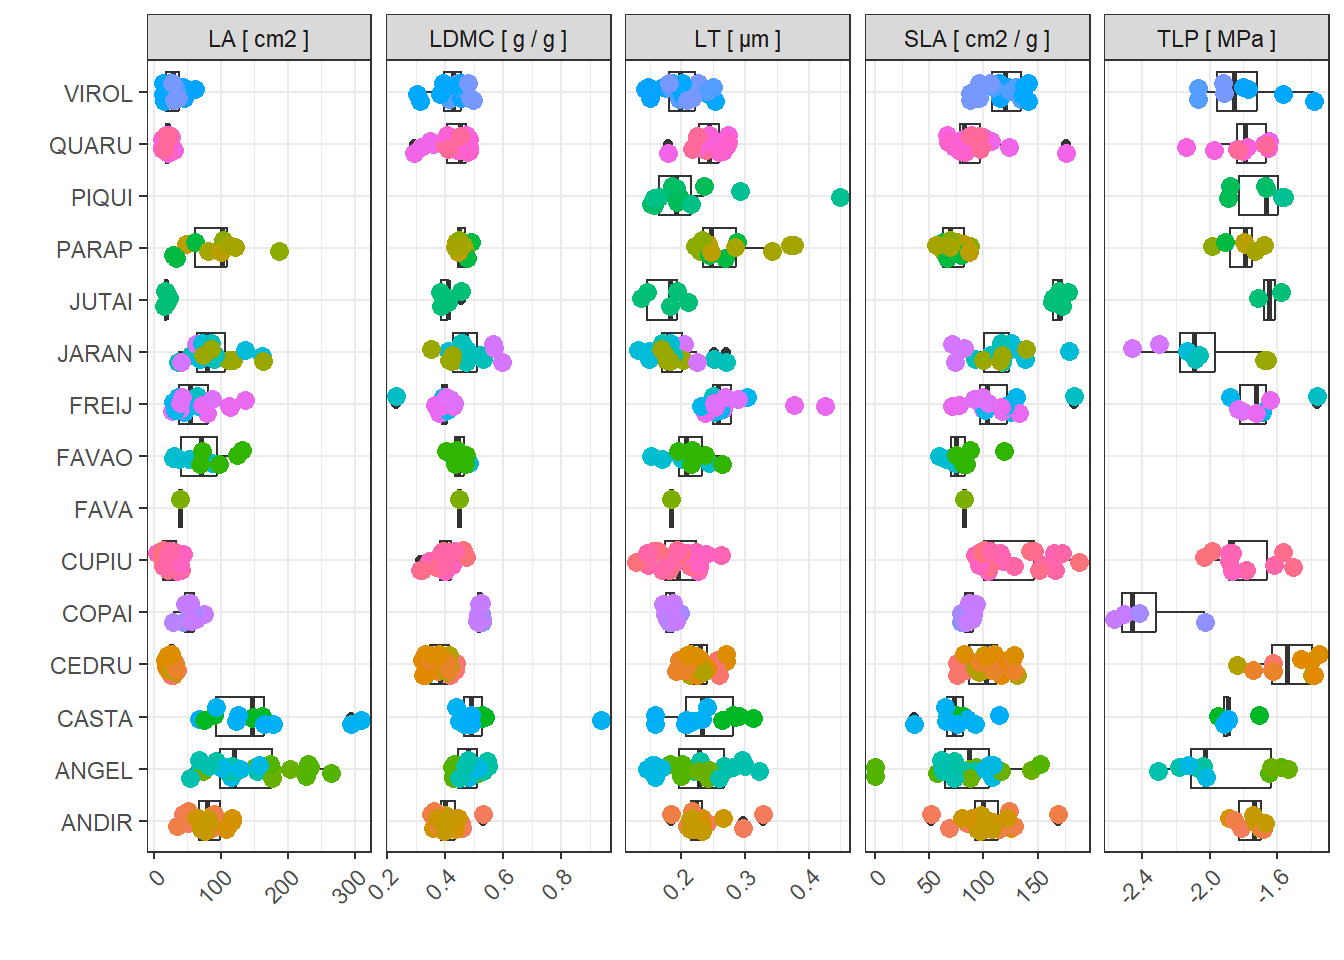 LA [ cm2 ] LDMC [ g / g ] LT [ µm ] SLA [ cm2 / g ] TLP [ MPa ]
VIROL
QUARU
PIQUI
PARAP
JUTAI
JARAN
FREIJ
FAVAO
FAVA
CUPIU
COPAI
CEDRU
CASTA
ANGEL
ANDIR
0 100 200 300 0.2 0.4 0.6 0.8 0.2 0.3 0.4 0 50 100 150 -2.4 -2.0 -1.6